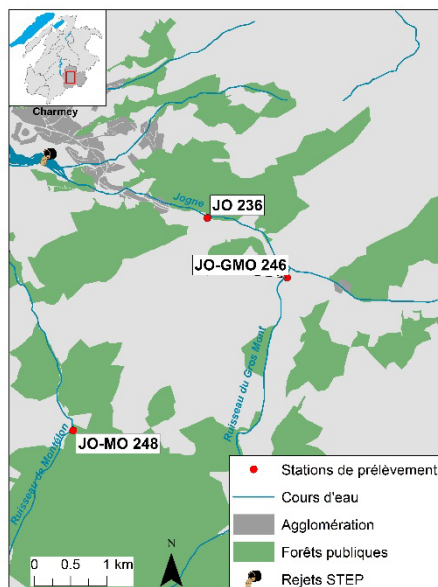 Charmey
Jogne
JO 236
JO-GMO 246
Ruisseau du Gros Mont
JO-MO 248
Ruisseau de Montélon
N
0 0.5 1 km
Stations de prélèvement
Cours d'eau
Agglomération
Forêts publiques
Rejets STEP